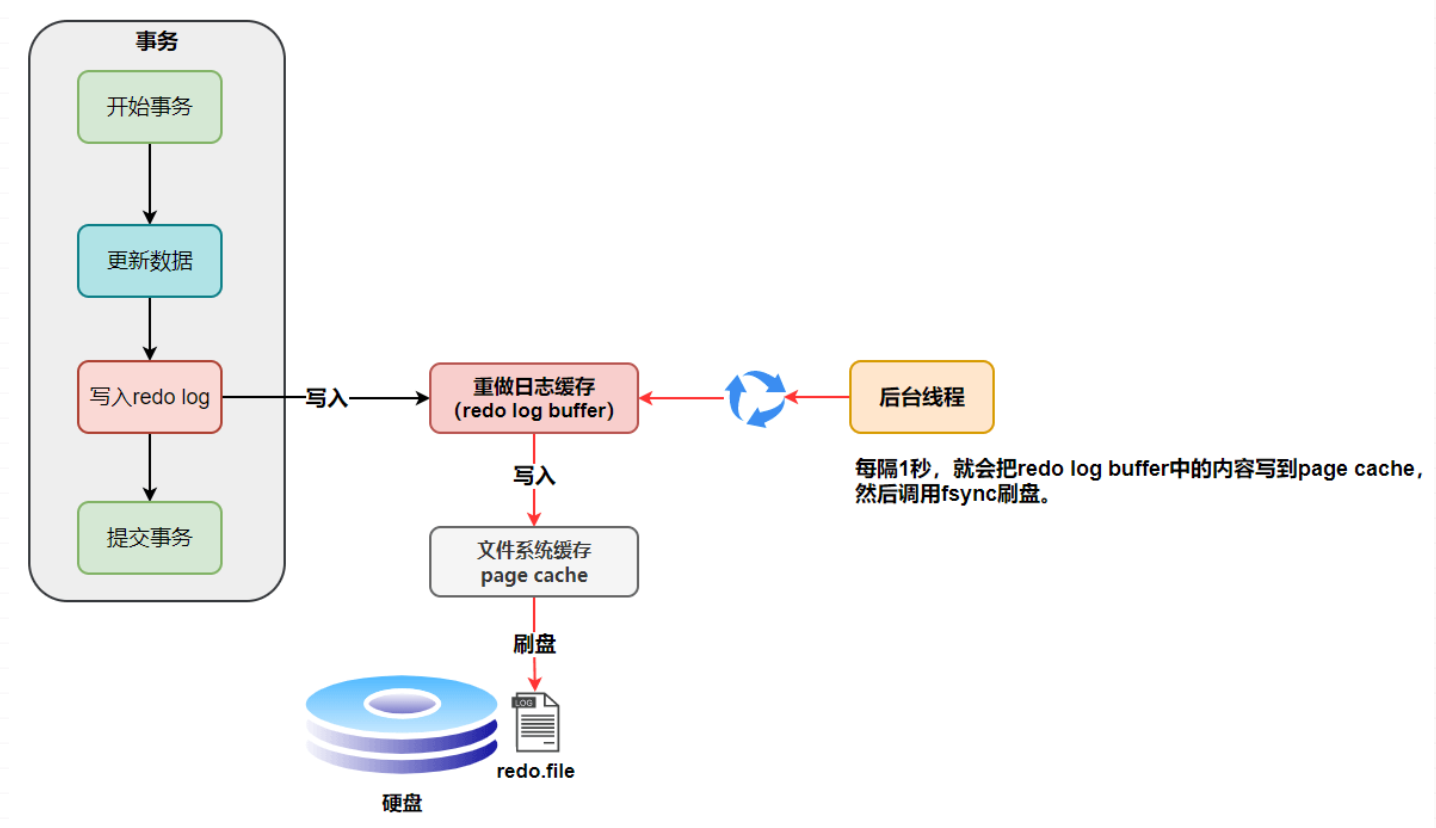 事务
开始事务
更新数据
写入redo log
提交事务
写入
重做日志缓存
（redo log buffer）
后台线程
每隔1秒，就会把redo log buffer中的内容写到page cache，
然后调用fsync刷盘。
写入
文件系统缓存
page cache
刷盘
LOG
redo.file
硬盘